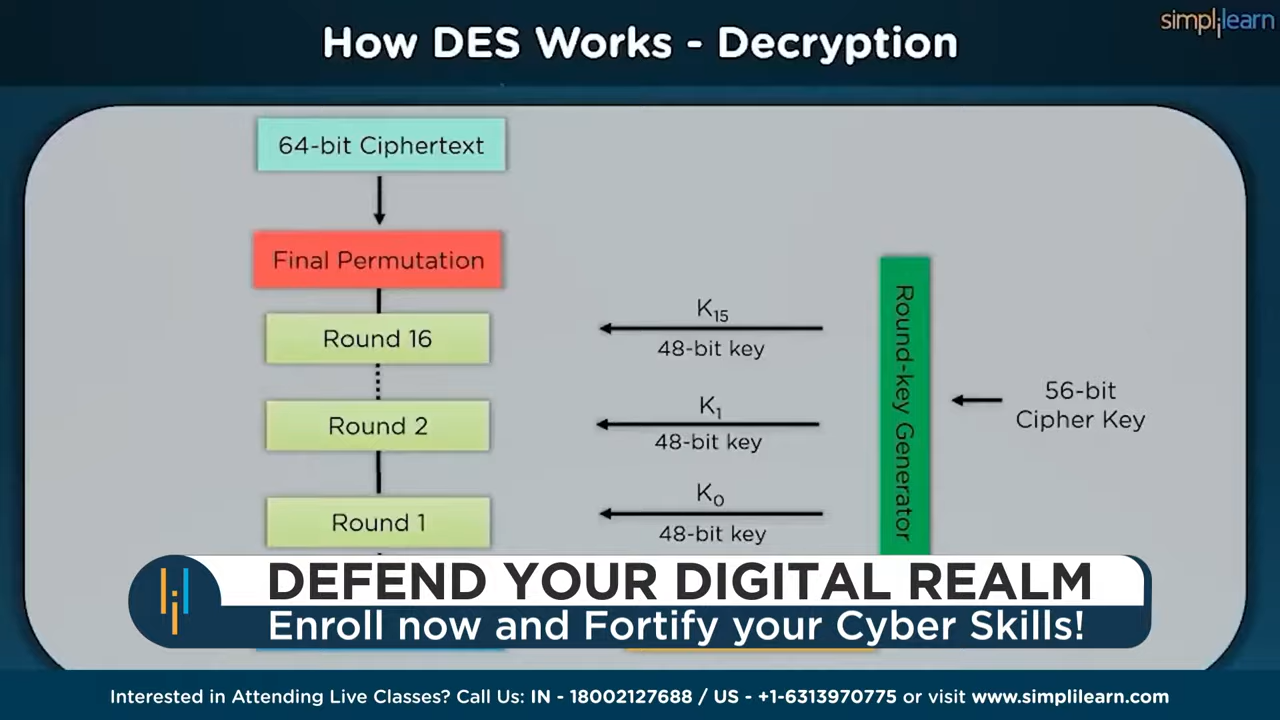 simplilearn
How DES Works - Decryption
64-bit Ciphertext
Final Permutation
Round 16
Round 2
Round 1
K15
48-bit key
K1
48-bit key
K0
48-bit key
Round-key Generator
56-bit
Cipher Key
DEFEND YOUR DIGITAL REALM
Enroll now and Fortify your Cyber Skills!
Interested in Attending Live Classes? Call Us: IN - 18002127688 / US - +1-6313970775 or visit www.simplilearn.com